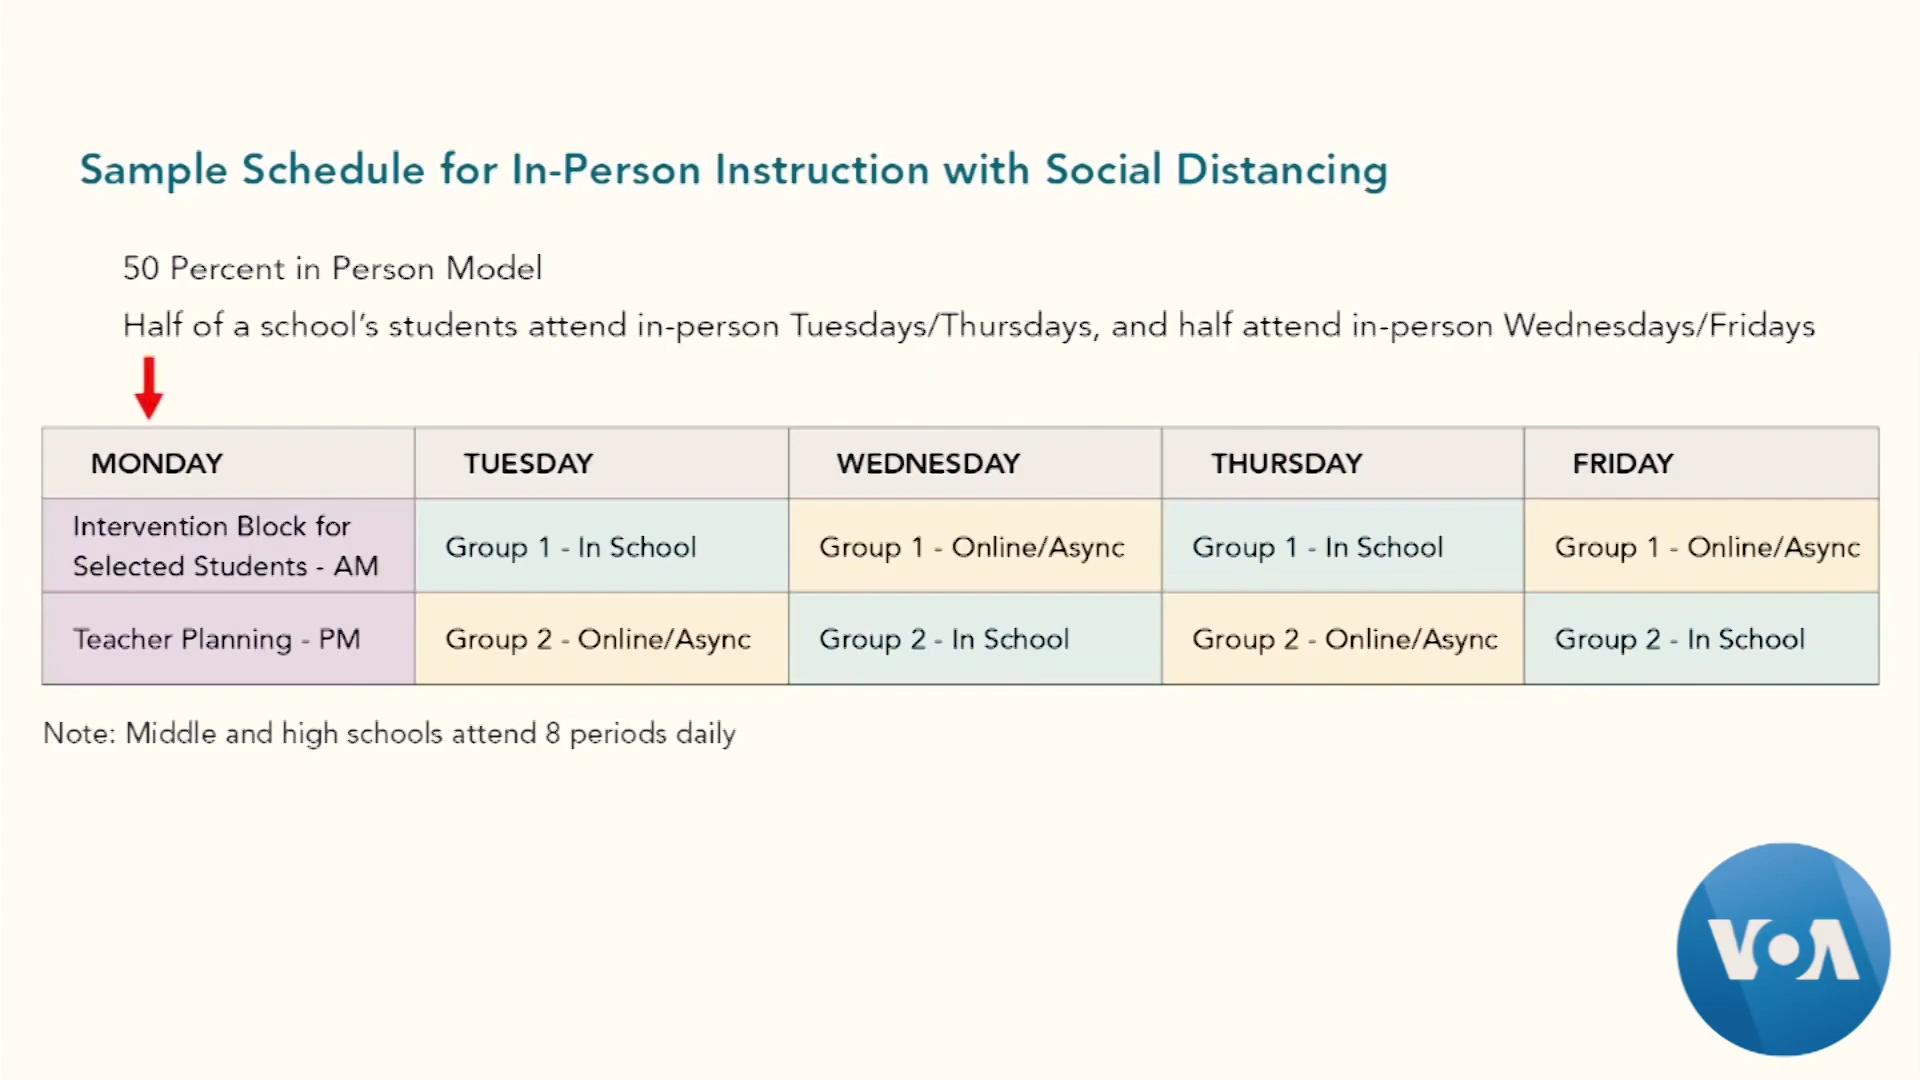 Sample Schedule for In-Person Instruction with Social Distancing
50 Percent in Person Model
Half of a school's students attend in-person Tuesdays/Thursdays, and half attend in-person Wednesdays/Fridays
MONDAY TUESDAY WEDNESDAY THURSDAY FRIDAY
Intervention Block for
Selected Students - AM
Group 1 - In School
Group 1 - Online/Async
Group 1 - In School
Group 1 - Online/Async
Teacher Planning - PM
Group 2 - Online/Async
Group 2 - In School
Group 2 - Online/Async
Group 2 - In School
Note: Middle and high schools attend 8 periods daily
VOA